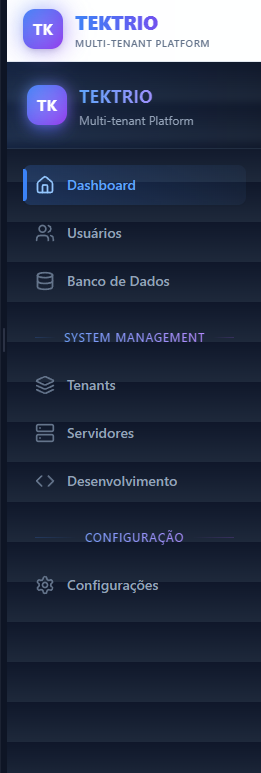 TK
TEKTRIO
MULTI-TENANT PLATFORM
TK
TEKTRIO
Multi-tenant Platform
Dashboard
Usuários
Banco de Dados
SYSTEM MANAGEMENT
Tenants
Servidores
Desenvolvimento
CONFIGURAÇÃO
Configurações